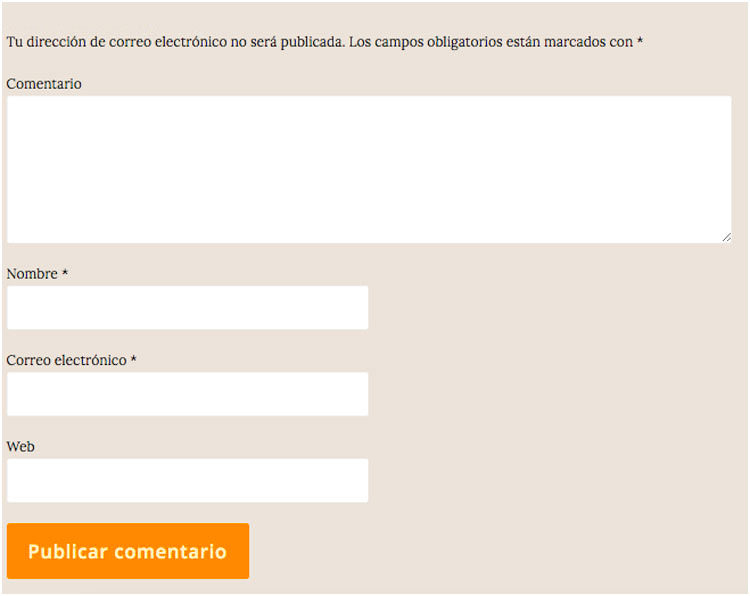 Tu dirección de correo electrónico no será publicada. Los campos obligatorios están marcados con *
Comentario
Nombre *
Correo electrónico *
Web
Publicar comentario